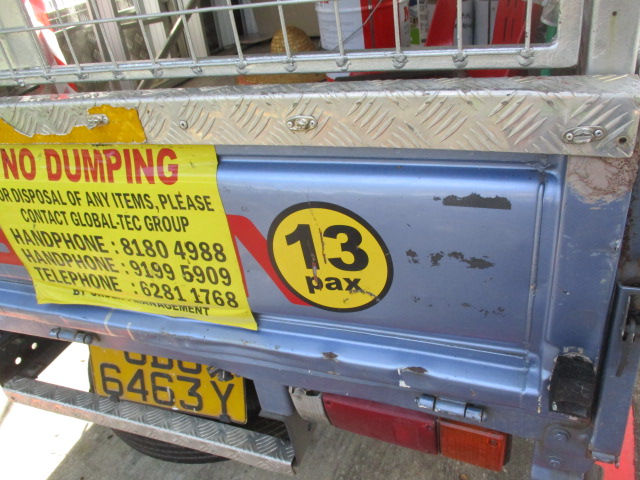 NO DUMPING
OR DISPOSAL OF ANY ITEMS, PLEASE
CONTACT GLOBAL-TEC GROUP
HANDPHONE : 8180 4988
HANDPHONE : 9199 5909
TELEPHONE : 6281 1768
MANAGEMENT
13
pax
6463Y